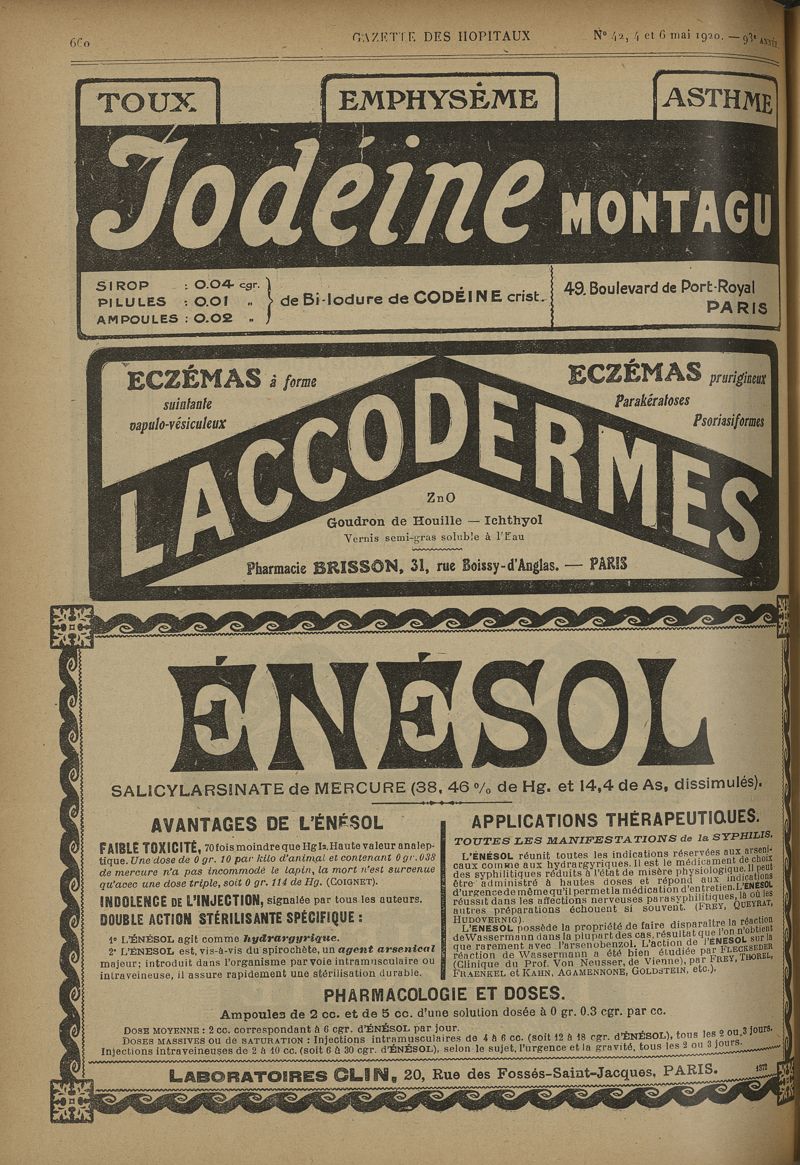 660
GAZETTE DES HOPITAUX
N° 42, 4 et 6 mai 1920. — 93e ANNÉE.
TOUX
EMPHYSÈME
ASTHME
Iodéine MONTAGU
SIROP : 0.04 cgr.
PILULES : 0.01 „
AMPOULES : 0.02 „
de Bi-Iodure de CODÉINE crist.
49, Boulevard de Port-Royal
PARIS
ECZÉMAS à forme
suintante
vapulo-vésiculeux
ECZÉMAS prurigineux
Parakératoses
Psoriasiformes
LACCODERMES
ZnO
Goudron de Houille — Ichthyol
Vernis semi-gras soluble à l'Eau
Pharmacie BRISSON, 31, rue Boissy-d'Anglas. — PARIS
ÉNÉSOL
SALICYLARSINATE de MERCURE (38, 46 % de Hg. et 14,4 de As, dissimulés).
AVANTAGES DE L'ÉNÉSOL
FAIBLE TOXICITÉ, 70 fois moindre que HgI2. Haute valeur analep-
tique. Une dose de 0 gr. 10 par kilo d'animal et contenant 0 gr. 038
de mercure n'a pas incommodé le lapin, la mort n'est survenue
qu'avec une dose triple, soit 0 gr. 114 de Hg. (COIGNET).
INDOLENCE DE L'INJECTION, signalée par tous les auteurs.
DOUBLE ACTION STÉRILISANTE SPÉCIFIQUE :
1° L'ÉNÉSOL agit comme hydrargyrique.
2° L'ÉNÉSOL est, vis-à-vis du spirochète, un agent arsenical
majeur; introduit dans l'organisme par voie intramusculaire ou
intraveineuse, il assure rapidement une stérilisation durable.
APPLICATIONS THÉRAPEUTIQUES.
TOUTES LES MANIFESTATIONS de la SYPHILIS.
L'ÉNÉSOL réunit toutes les indications réservées aux arseni-
caux comme aux hydrargyriques. Il est le médicament de choix
des syphilitiques réduits à l'état de misère physiologique. Il peut
être administré à hautes doses et répond aux indications
d'urgence de même qu'il permet la médication d'entretien. L'ENÉSOL
réussit dans les affections nerveuses parasyphilitiques, là où les
autres préparations échouent si souvent. (FREY, QUEYRAT,
HUDOVERNIG)
L'ENESOL possède la propriété de faire disparaître la réaction
de Wassermann dans la plupart des cas, résultat que l'on n'obtient
que rarement avec l'arsenobenzol. L'action de l'ENÉSOL sur la
réaction de Wassermann a été bien étudiée par FLECKSEDER
(Clinique du Prof. Von Neusser, de Vienne), par FREY, THOREL,
FRAENKEL et KAHN, AGAMENNONE, GOLDSTEIN, etc.).
PHARMACOLOGIE ET DOSES.
Ampoules de 2 cc. et de 5 cc. d'une solution dosée à 0 gr. 0.3 cgr. par cc.
DOSE MOYENNE : 2 cc. correspondant à 6 cgr. d'ÉNÉSOL par jour.
DOSES MASSIVES ou de SATURATION : Injections intramusculaires de 4 à 6 cc. (soit 12 à 18 cgr. d'ÉNÉSOL), tous les 2 ou 3 jours.
Injections intraveineuses de 2 à 10 cc. (soit 6 à 30 cgr. d'ÉNÉSOL), selon le sujet, l'urgence et la gravité, tous les 2 ou 3 jours.
LABORATOIRES CLIN, 20, Rue des Fossés-Saint-Jacques, PARIS.
1372